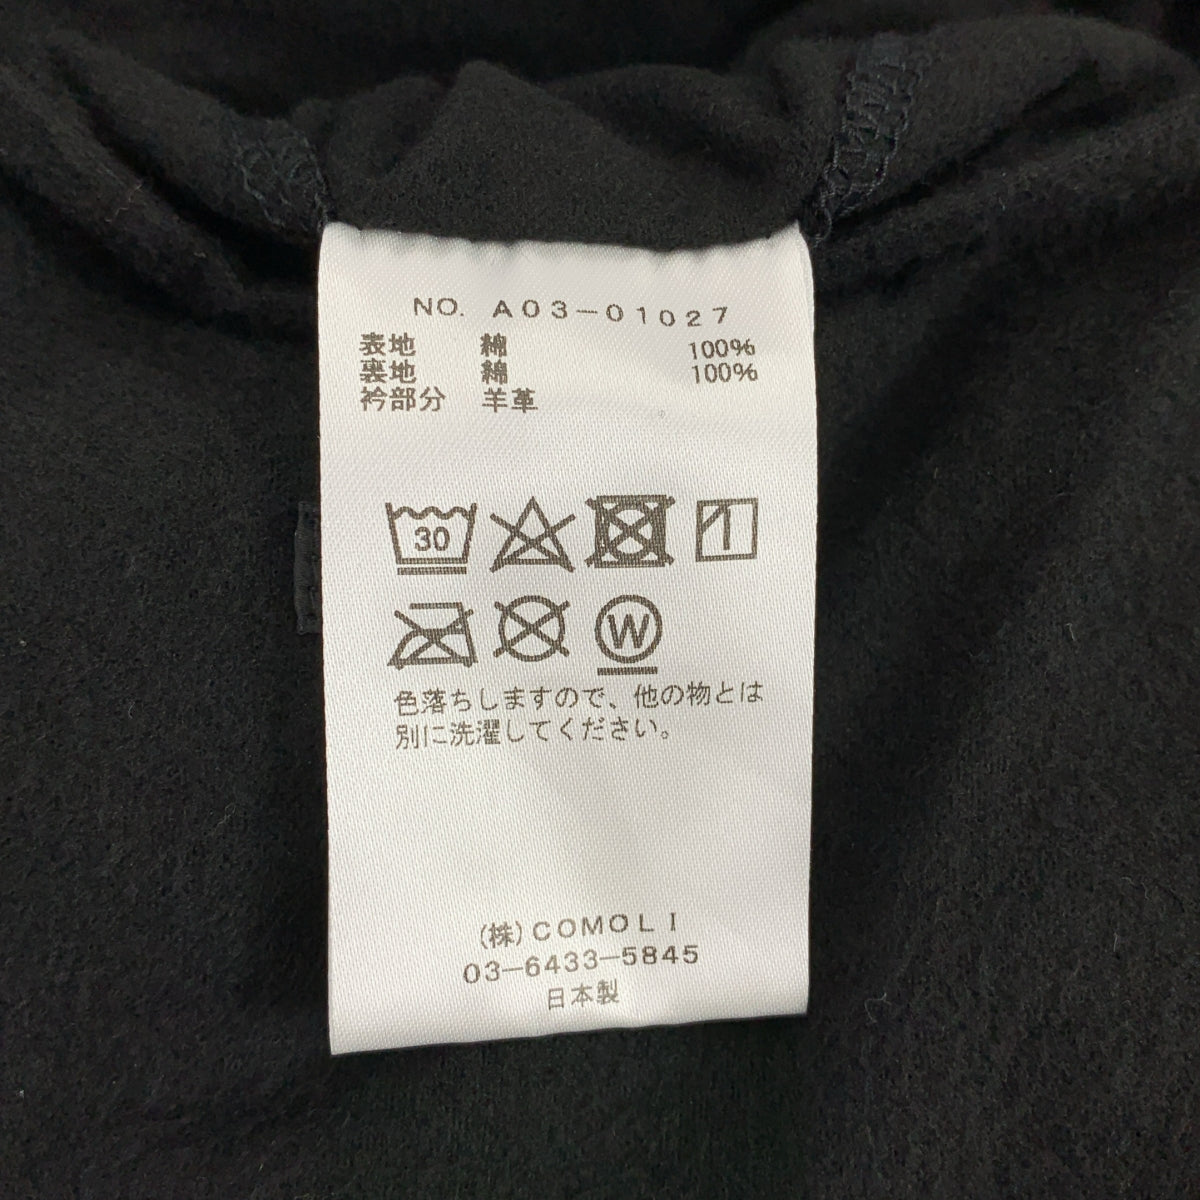 NO. A03-01027
表地 綿 100%
裏地 綿 100%
衿部分 羊革
30
W
色落ちしますので、他の物とは
別に洗濯してください。
(株)COMOLI
03-6433-5845
日本製